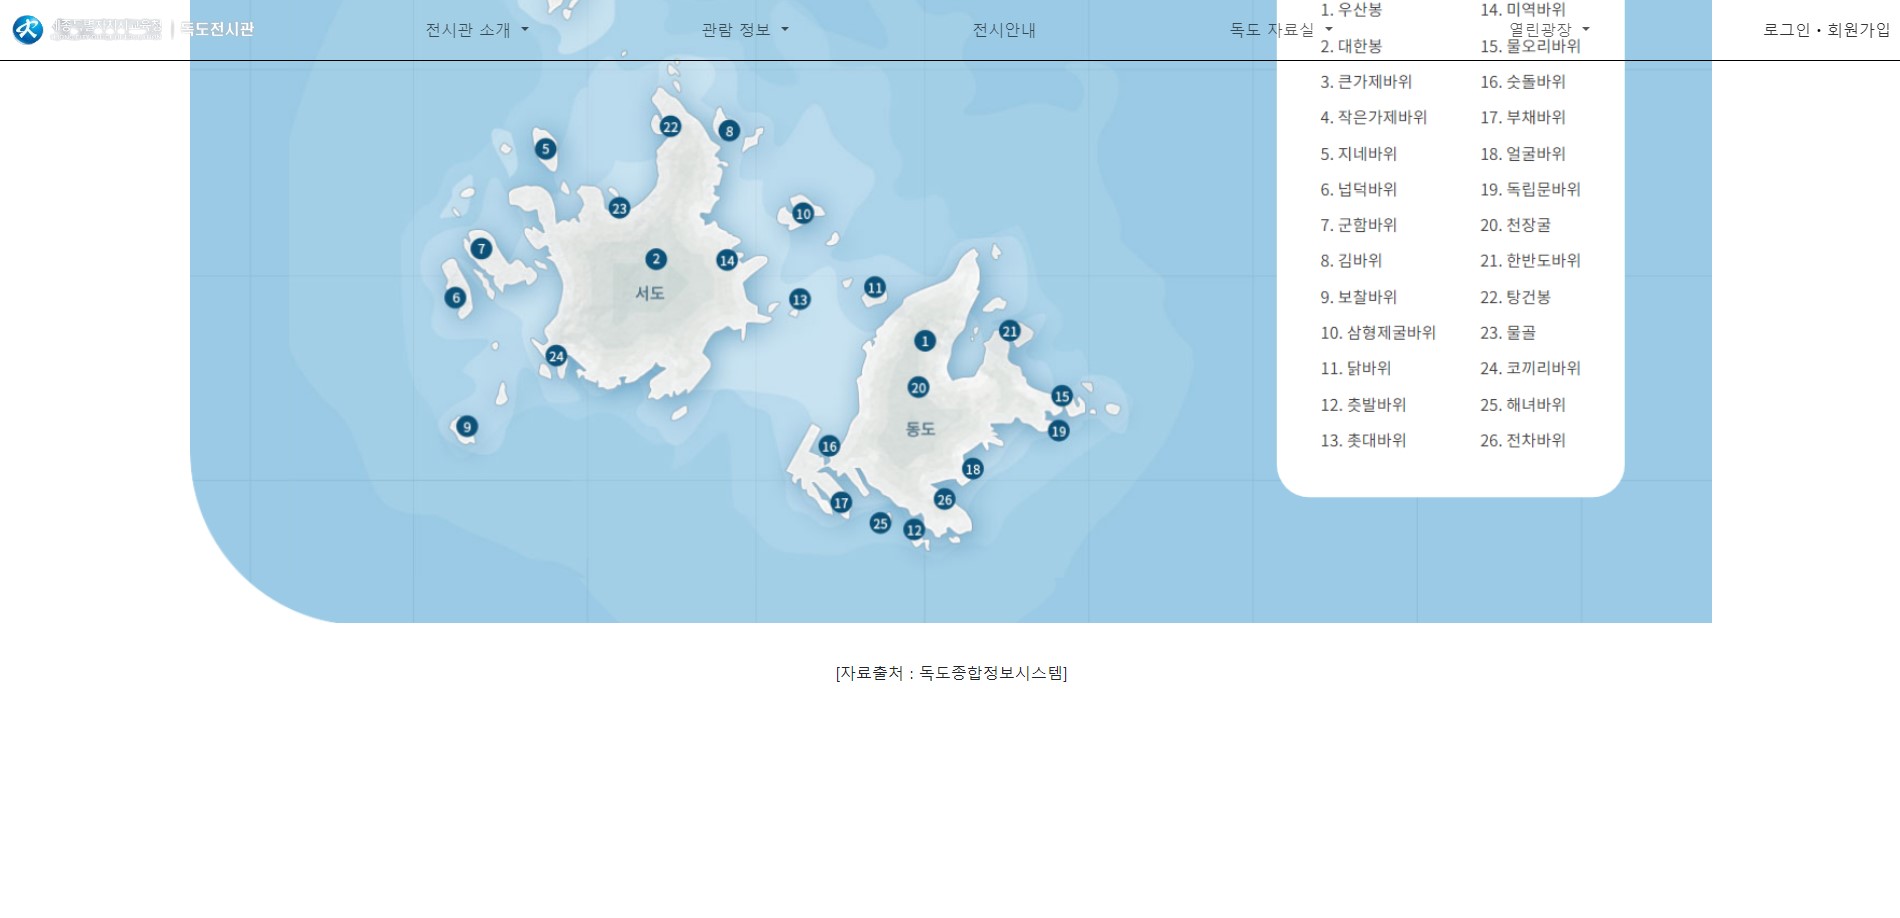 독도전시관
전시관 소개
관람 정보
전시안내
독도 자료실
열린광장
로그인 • 회원가입
1. 우산봉
2. 대한봉
3. 큰가제바위
4. 작은가제바위
5. 지네바위
6. 넙덕바위
7. 군함바위
8. 김바위
9. 보찰바위
10. 삼형제굴바위
11. 닭바위
12. 춧발바위
13. 촛대바위
14. 미역바위
15. 물오리바위
16. 숫돌바위
17. 부채바위
18. 얼굴바위
19. 독립문바위
20. 천장굴
21. 한반도바위
22. 탕건봉
23. 물골
24. 코끼리바위
25. 해녀바위
26. 전차바위
22
8
5
23
10
7
2
14
서도
6
13
11
21
1
24
20
15
9
동도
19
16
18
17
26
25
12
[자료출처 : 독도종합정보시스템]